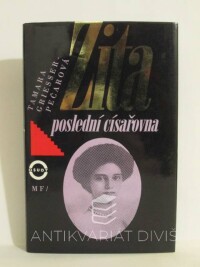 TAMARA
GRIESSER-
PEČAROVÁ
Zita
poslední císařovna
OSUDY
MF/
ANTIKVARIÁT DIVIŠ